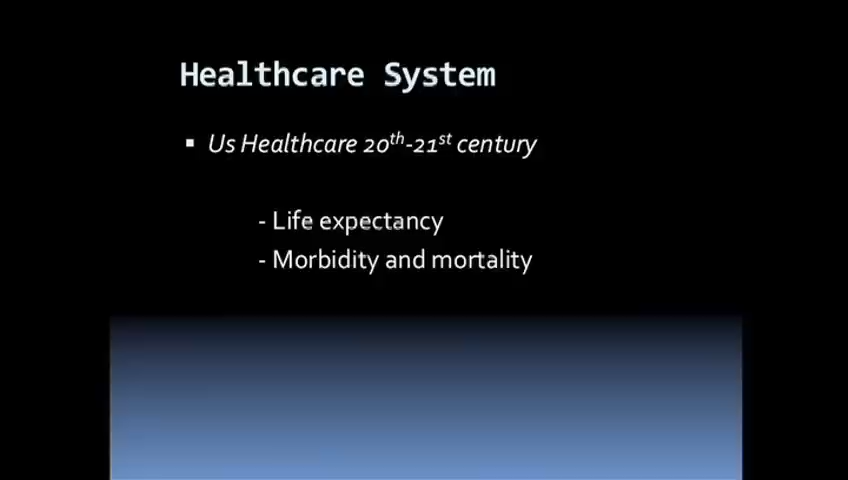 Healthcare System
▪ Us Healthcare 20th-21st century
- Life expectancy
- Morbidity and mortality